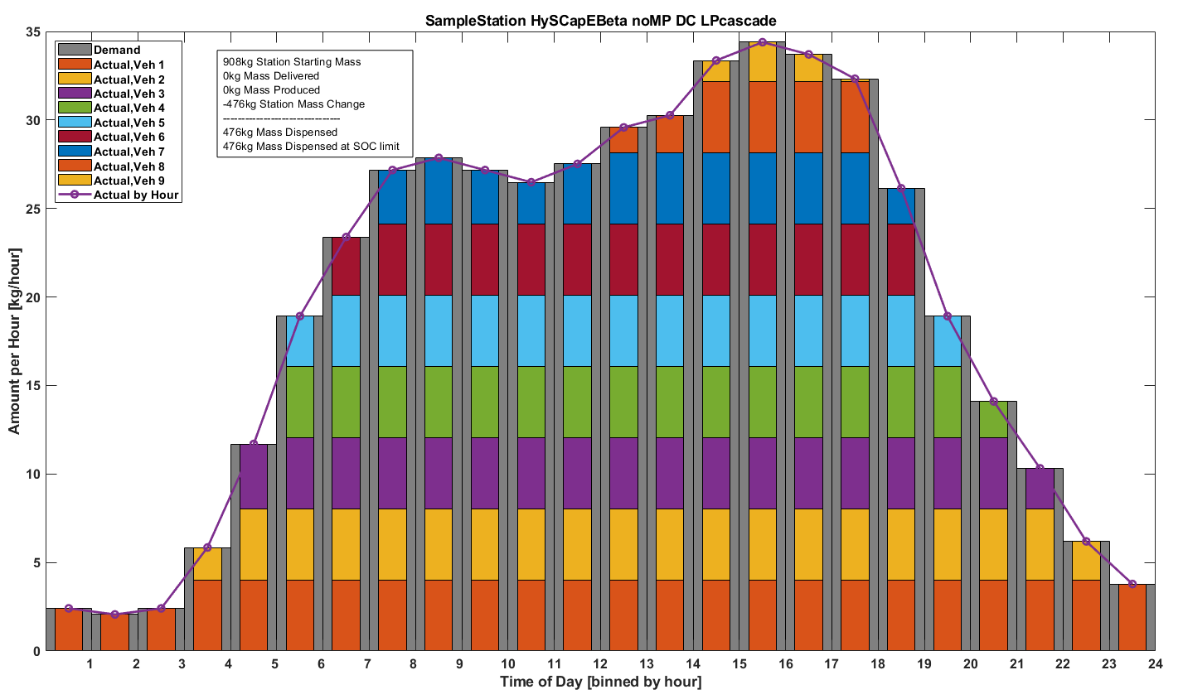 SampleStation HySCapEBeta noMP DC LPcascade
35
30
25
20
15
10
5
0
Amount per Hour [kg/hour]
Demand
Actual,Veh 1
Actual,Veh 2
Actual,Veh 3
Actual,Veh 4
Actual,Veh 5
Actual,Veh 6
Actual,Veh 7
Actual,Veh 8
Actual,Veh 9
Actual by Hour
908kg Station Starting Mass
0kg Mass Delivered
0kg Mass Produced
-476kg Station Mass Change
--------------------------------
476kg Mass Dispensed
476kg Mass Dispensed at SOC limit
1 2 3 4 5 6 7 8 9 10 11 12 13 14 15 16 17 18 19 20 21 22 23 24
Time of Day [binned by hour]